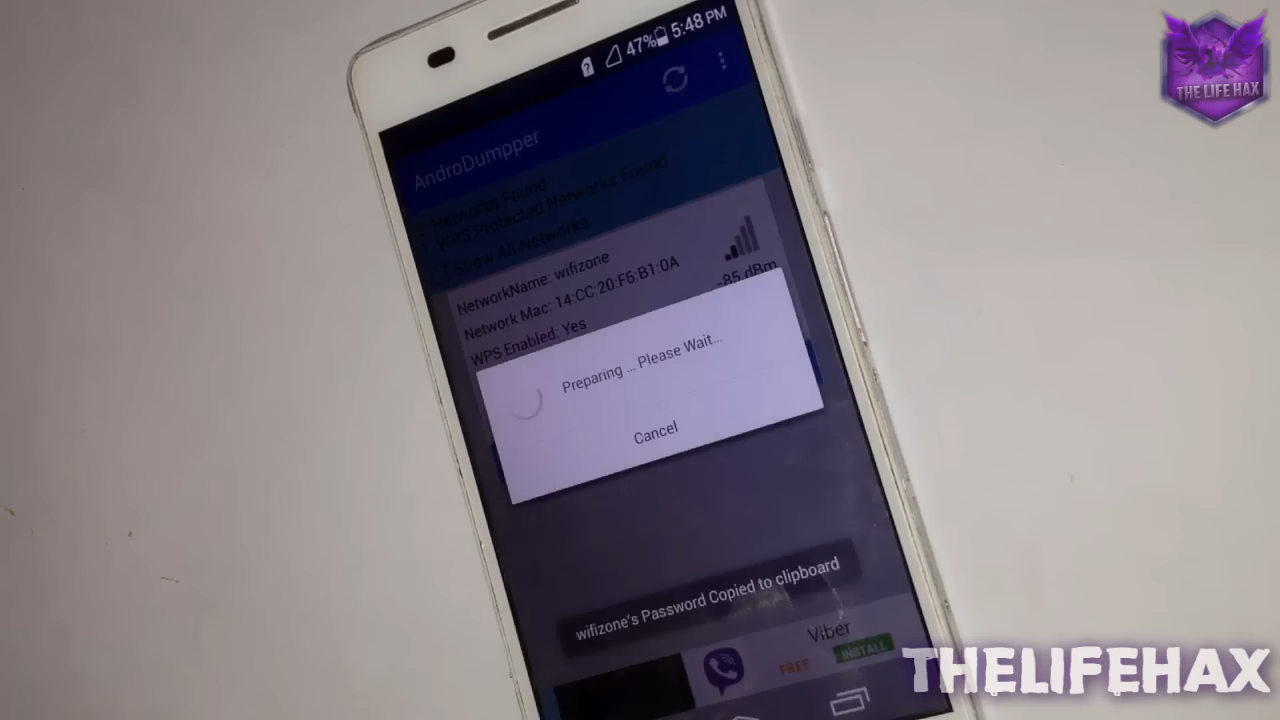 THE LIFE HAX
47% 5:48 PM
AndroDumpper
Networks Found
WPS Protected Networks Found
Show All Networks
NetworkName: wifizone
Network Mac: 14:CC:20:F6:B1:0A
-85 dBm
WPS Enabled: Yes
Preparing ... Please Wait...
Cancel
wifizone's Password Copied to clipboard
Viber
FREE
INSTALL
THELIFEHAX